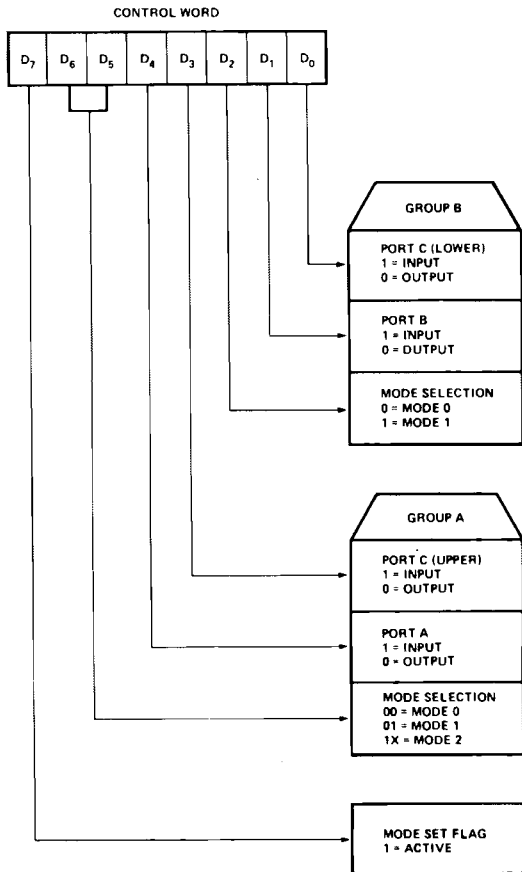 CONTROL WORD
D7 D6 D5 D4 D3 D2 D1 D0
GROUP B
PORT C (LOWER)
1 = INPUT
0 = OUTPUT
PORT B
1 = INPUT
0 = OUTPUT
MODE SELECTION
0 = MODE 0
1 = MODE 1
GROUP A
PORT C (UPPER)
1 = INPUT
0 = OUTPUT
PORT A
1 = INPUT
0 = OUTPUT
MODE SELECTION
00 = MODE 0
01 = MODE 1
1X = MODE 2
MODE SET FLAG
1 = ACTIVE